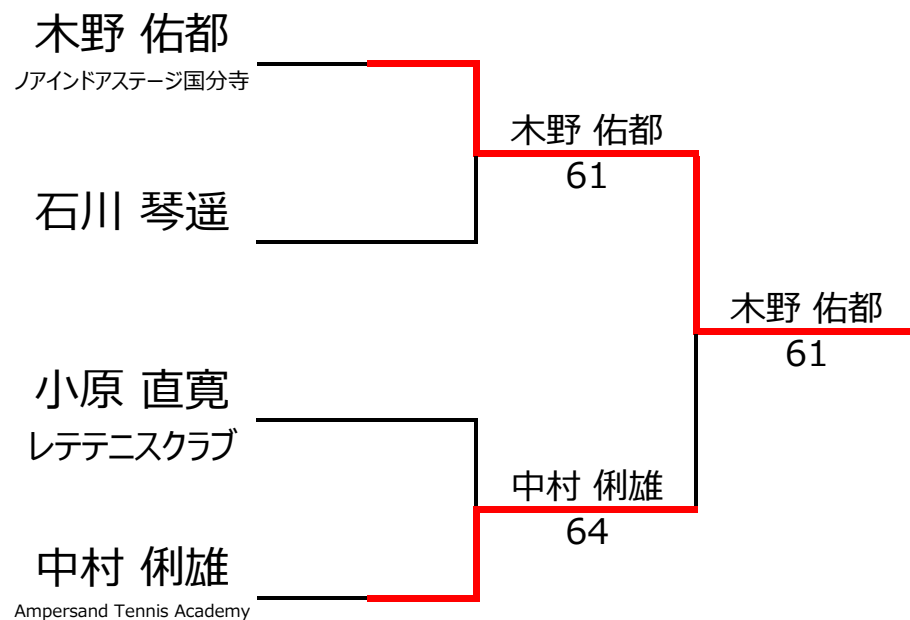 木野 佑都
ノアインドアステージ国分寺
木野 佑都
61
石川 琴遥
木野 佑都
61
小原 直寛
レテテニスクラブ
中村 俐雄
64
中村 俐雄
Ampersand Tennis Academy